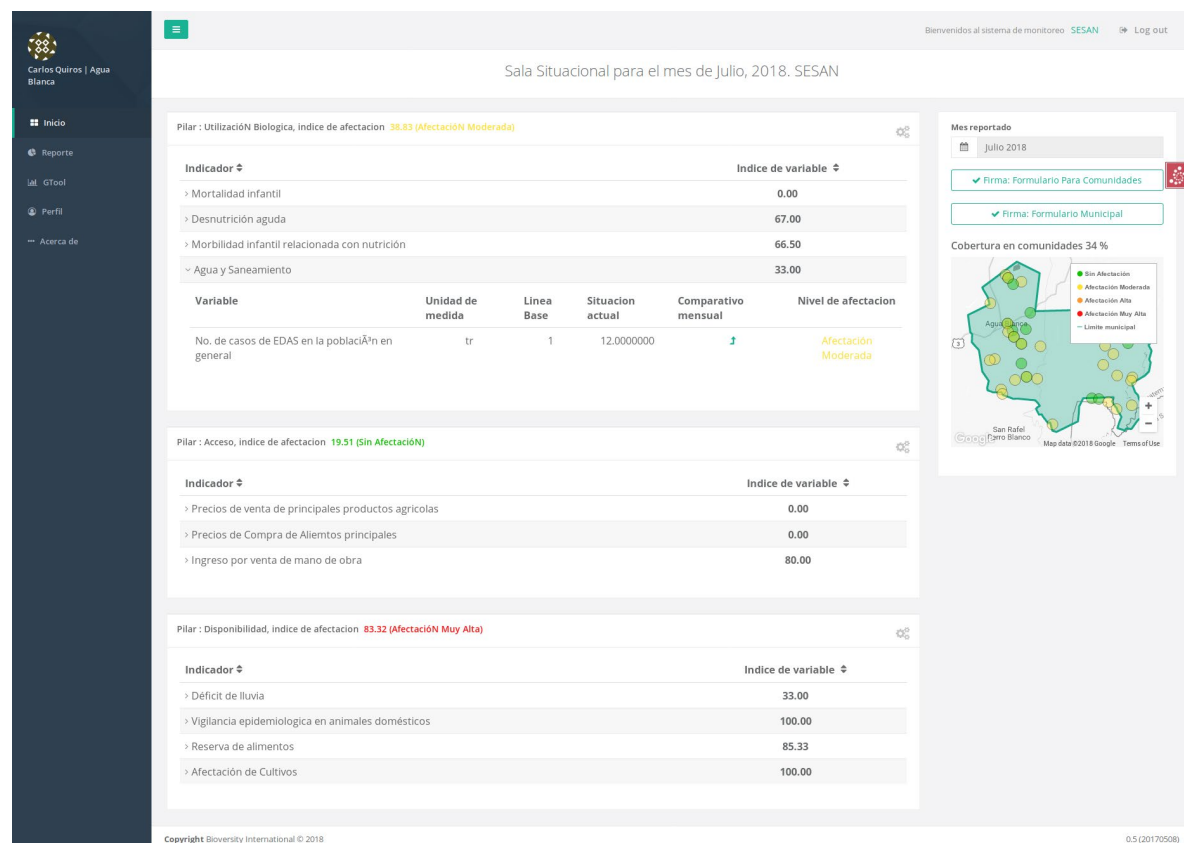 Carlos Quiros | Agua
Blanca
Inicio
Reporte
GTool
Perfil
Acerca de
Bienvenidos al sistema de monitoreo SESAN Log out
Sala Situacional para el mes de Julio, 2018. SESAN
Pilar : UtilizacióN Biologica, indice de afectacion 38.83 (AfectacióN Moderada)
Indicador Indice de variable
Mortalidad infantil 0.00
Desnutrición aguda 67.00
Morbilidad infantil relacionada con nutrición 66.50
Agua y Saneamiento 33.00
Variable Unidad de medida Linea Base Situacion actual Comparativo mensual Nivel de afectacion
No. de casos de EDAS en la poblaciÃ³n en general tr 1 12.0000000 Afectación Moderada
Pilar : Acceso, indice de afectacion 19.51 (Sin AfectacióN)
Indicador Indice de variable
Precios de venta de principales productos agricolas 0.00
Precios de Compra de Aliemtos principales 0.00
Ingreso por venta de mano de obra 80.00
Pilar : Disponibilidad, indice de afectacion 83.32 (AfectacióN Muy Alta)
Indicador Indice de variable
Déficit de lluvia 33.00
Vigilancia epidemiologica en animales domésticos 100.00
Reserva de alimentos 85.33
Afectación de Cultivos 100.00
Mes reportado
Julio 2018
Firma: Formulario Para Comunidades
Firma: Formulario Municipal
Cobertura en comunidades 34 %
Sin Afectación
Afectación Moderada
Afectación Alta
Afectación Muy Alta
Limite municipal
Agua Blanca
3
San Rafel
Cerro Blanco
Google
Map data ©2018 Google Terms of Use
Copyright Bioversity International © 2018
0.5 (20170508)